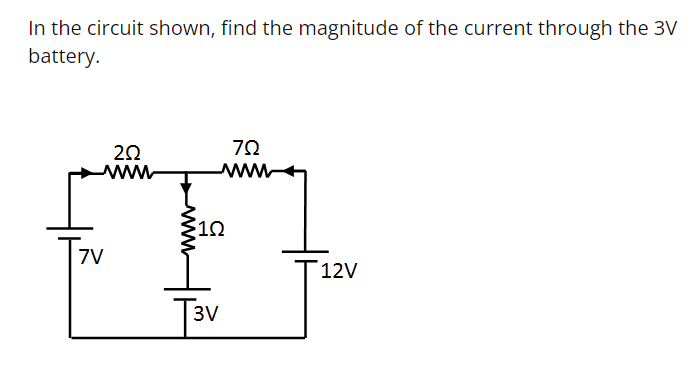 In the circuit shown, find the magnitude of the current through the 3V
battery.
2Ω
7Ω
1Ω
7V
12V
3V